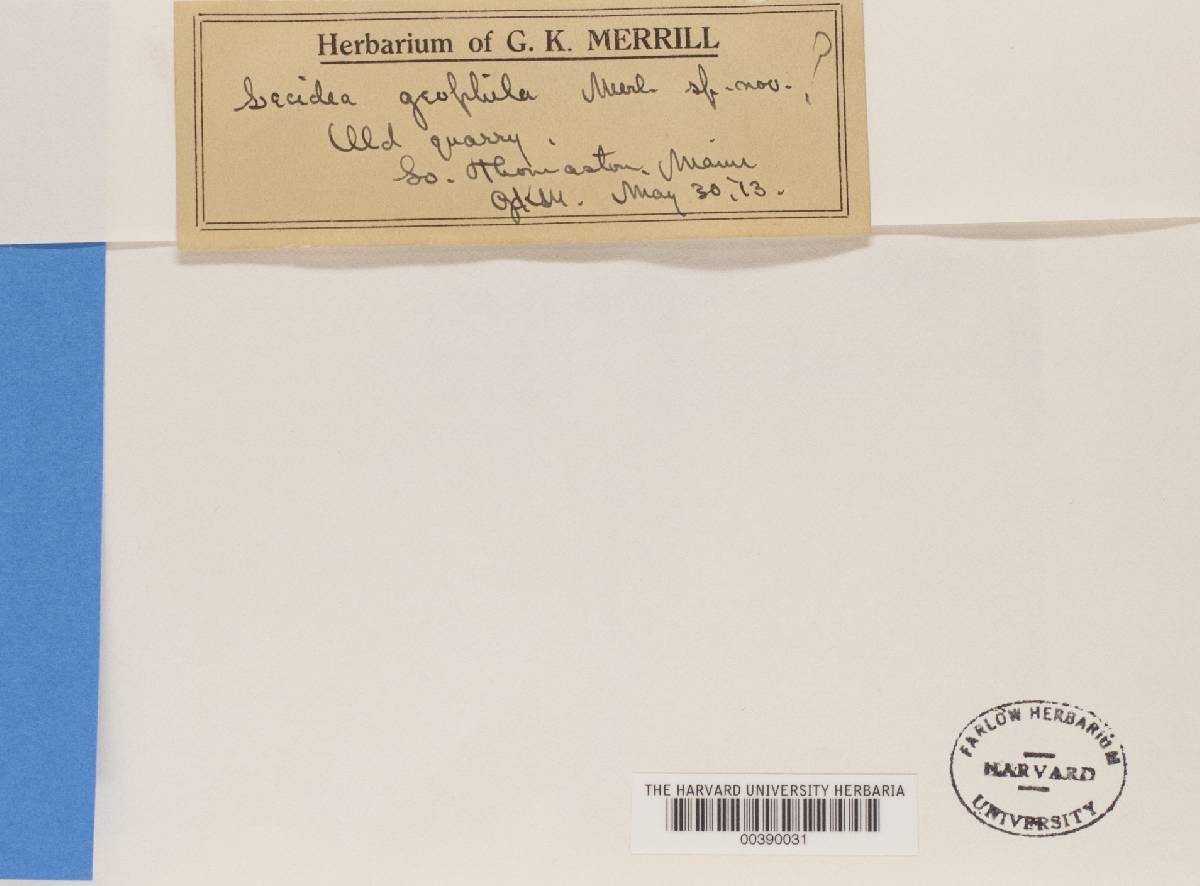 Herbarium of G. K. MERRILL
Lecidea geophila Merl. sp. nov. ?
Old quarry.
So. Thomaston. Maine
GKM. May 30, 13.
FARLOW HERBARIUM
HARVARD
UNIVERSITY
THE HARVARD UNIVERSITY HERBARIA
00390031